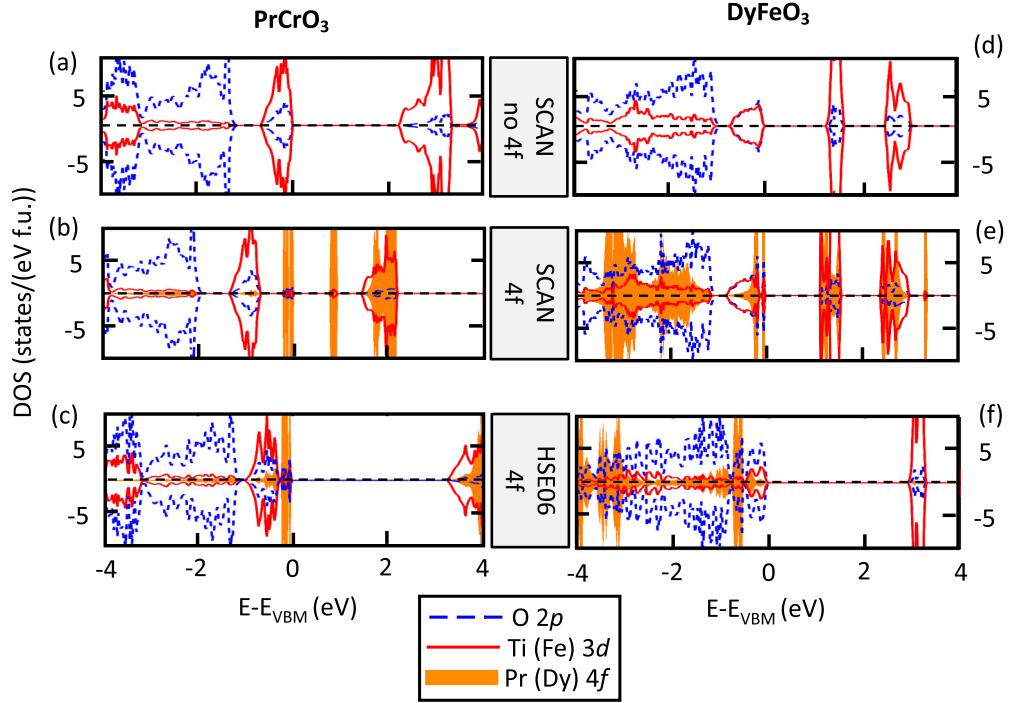 PrCrO3
DyFeO3
(a)
5
-5
SCAN
no 4f
(d)
5
-5
(b)
5
-5
SCAN
4f
(e)
5
-5
(c)
5
-5
HSE06
4f
(f)
5
-5
DOS (states/(eV f.u.))
-4 -2 0 2 4
-4 -2 0 2 4
E-EVBM (eV)
E-EVBM (eV)
O 2p
Ti (Fe) 3d
Pr (Dy) 4f